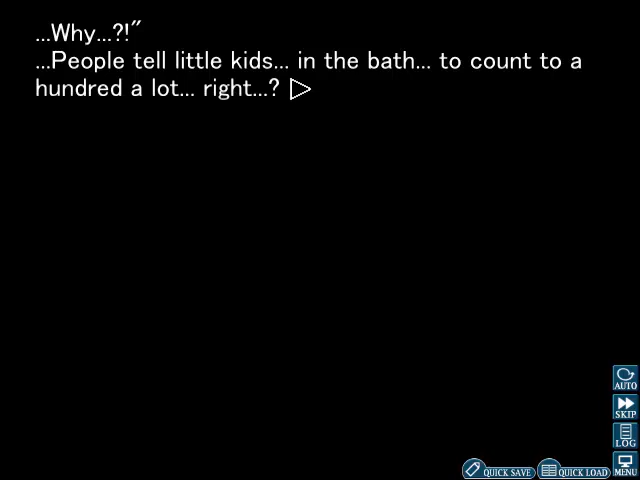 ...Why...?!"
...People tell little kids... in the bath... to count to a
hundred a lot... right...?
AUTO
SKIP
LOG
MENU
QUICK SAVE
QUICK LOAD